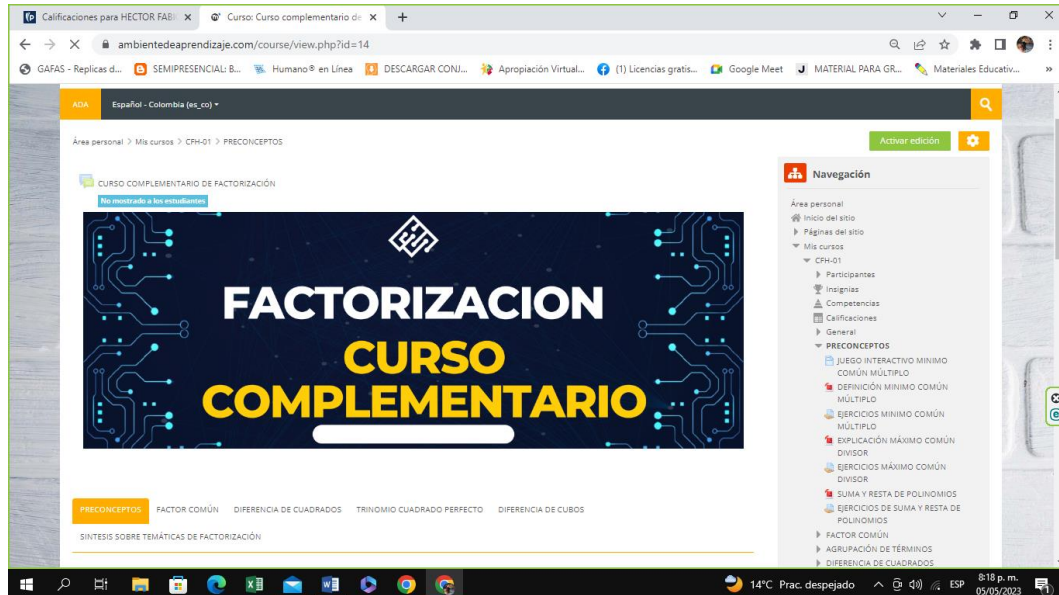 Calificaciones para HECTOR FABI
Curso: Curso complementario de
ambientedeaprendizaje.com/course/view.php?id=14
GAFAS - Replicas d...
SEMIPRESENCIAL: B...
Humano® en Línea
DESCARGAR CONJ...
Apropiación Virtual...
(1) Licencias gratis...
Google Meet
MATERIAL PARA GR...
Materiales Educativ...
»
ADA
Español - Colombia (es_co)
Área personal > Mis cursos > CFH-01 > PRECONCEPTOS
Activar edición
CURSO COMPLEMENTARIO DE FACTORIZACIÓN
No mostrado a los estudiantes
FACTORIZACION
CURSO
COMPLEMENTARIO
PRECONCEPTOS
FACTOR COMÚN
DIFERENCIA DE CUADRADOS
TRINOMIO CUADRADO PERFECTO
DIFERENCIA DE CUBOS
SINTESIS SOBRE TEMÁTICAS DE FACTORIZACIÓN
Navegación
Área personal
Inicio del sitio
Páginas del sitio
Mis cursos
CFH-01
Participantes
Insignias
Competencias
Calificaciones
General
PRECONCEPTOS
JUEGO INTERACTIVO MINIMO
COMÚN MÚLTIPLO
DEFINICIÓN MINIMO COMÚN
MÚLTIPLO
EJERCICIOS MINIMO COMÚN
MÚLTIPLO
EXPLICACIÓN MÁXIMO COMÚN
DIVISOR
EJERCICIOS MÁXIMO COMÚN
DIVISOR
SUMA Y RESTA DE POLINOMIOS
EJERCICIOS DE SUMA Y RESTA DE
POLINOMIOS
FACTOR COMÚN
AGRUPACIÓN DE TÉRMINOS
DIFERENCIA DE CUADRADOS
14°C Prac. despejado
ESP
8:18 p. m.
05/05/2023